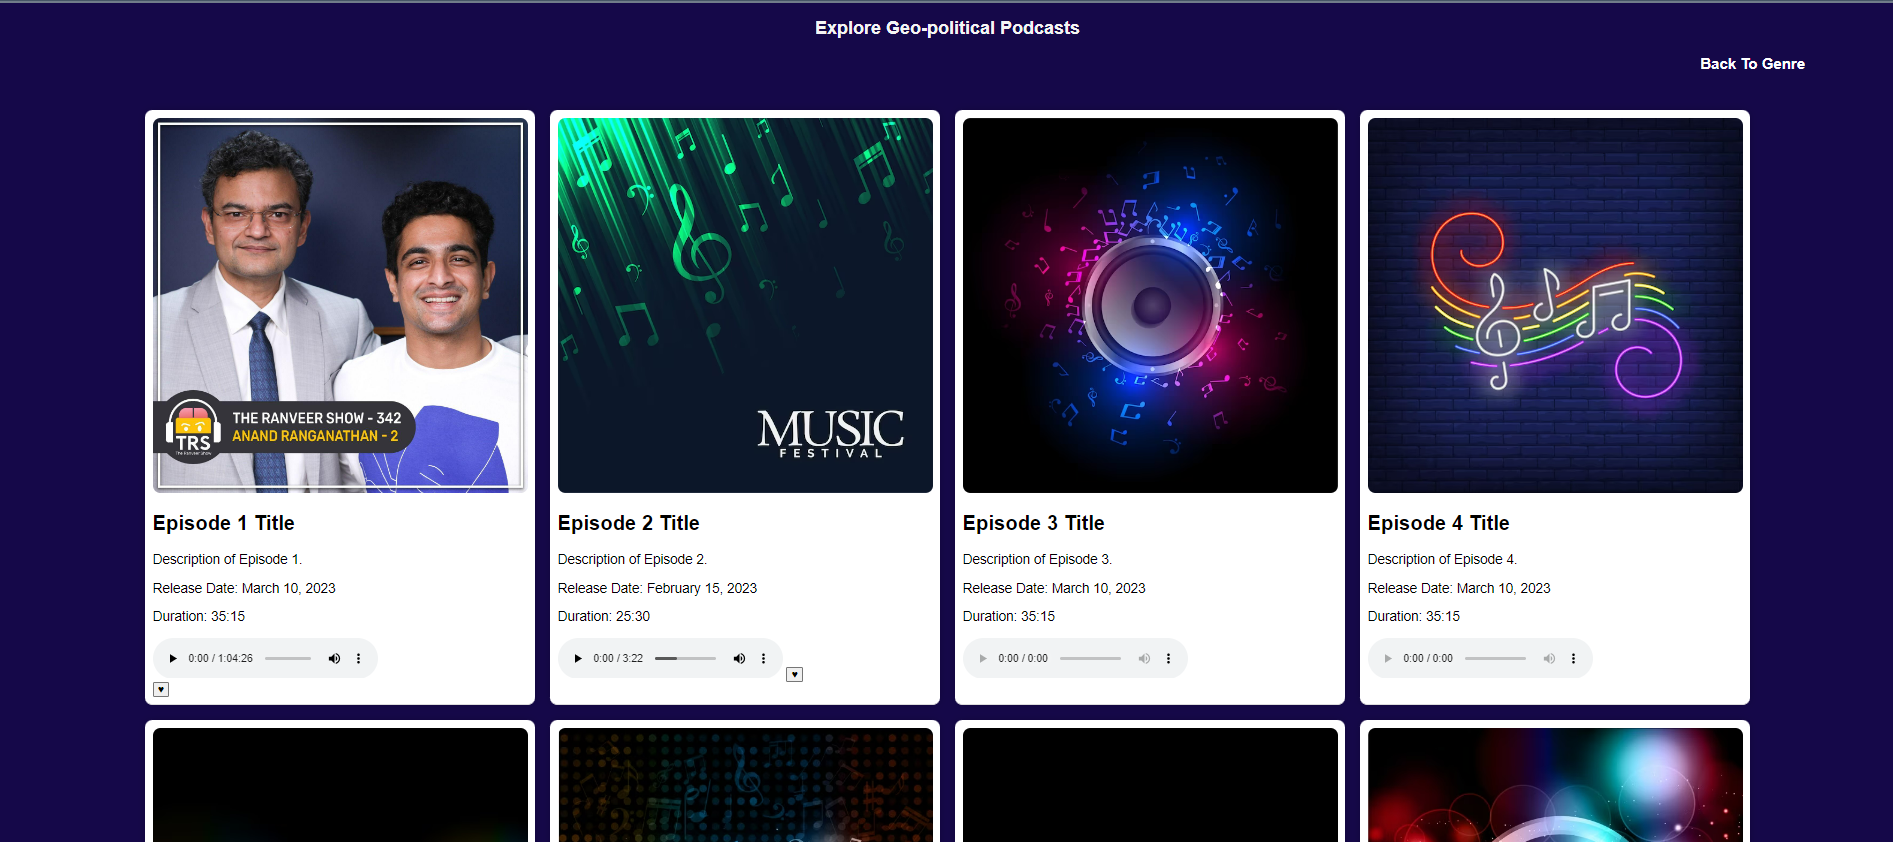 Explore Geo-political Podcasts
Back To Genre
THE RANVEER SHOW - 342
ANAND RANGANATHAN - 2
TRS
The Ranveer Show
MUSIC
FESTIVAL
Episode 1 Title
Description of Episode 1.
Release Date: March 10, 2023
Duration: 35:15
0:00 / 1:04:26
Episode 2 Title
Description of Episode 2.
Release Date: February 15, 2023
Duration: 25:30
0:00 / 3:22
Episode 3 Title
Description of Episode 3.
Release Date: March 10, 2023
Duration: 35:15
0:00 / 0:00
Episode 4 Title
Description of Episode 4.
Release Date: March 10, 2023
Duration: 35:15
0:00 / 0:00